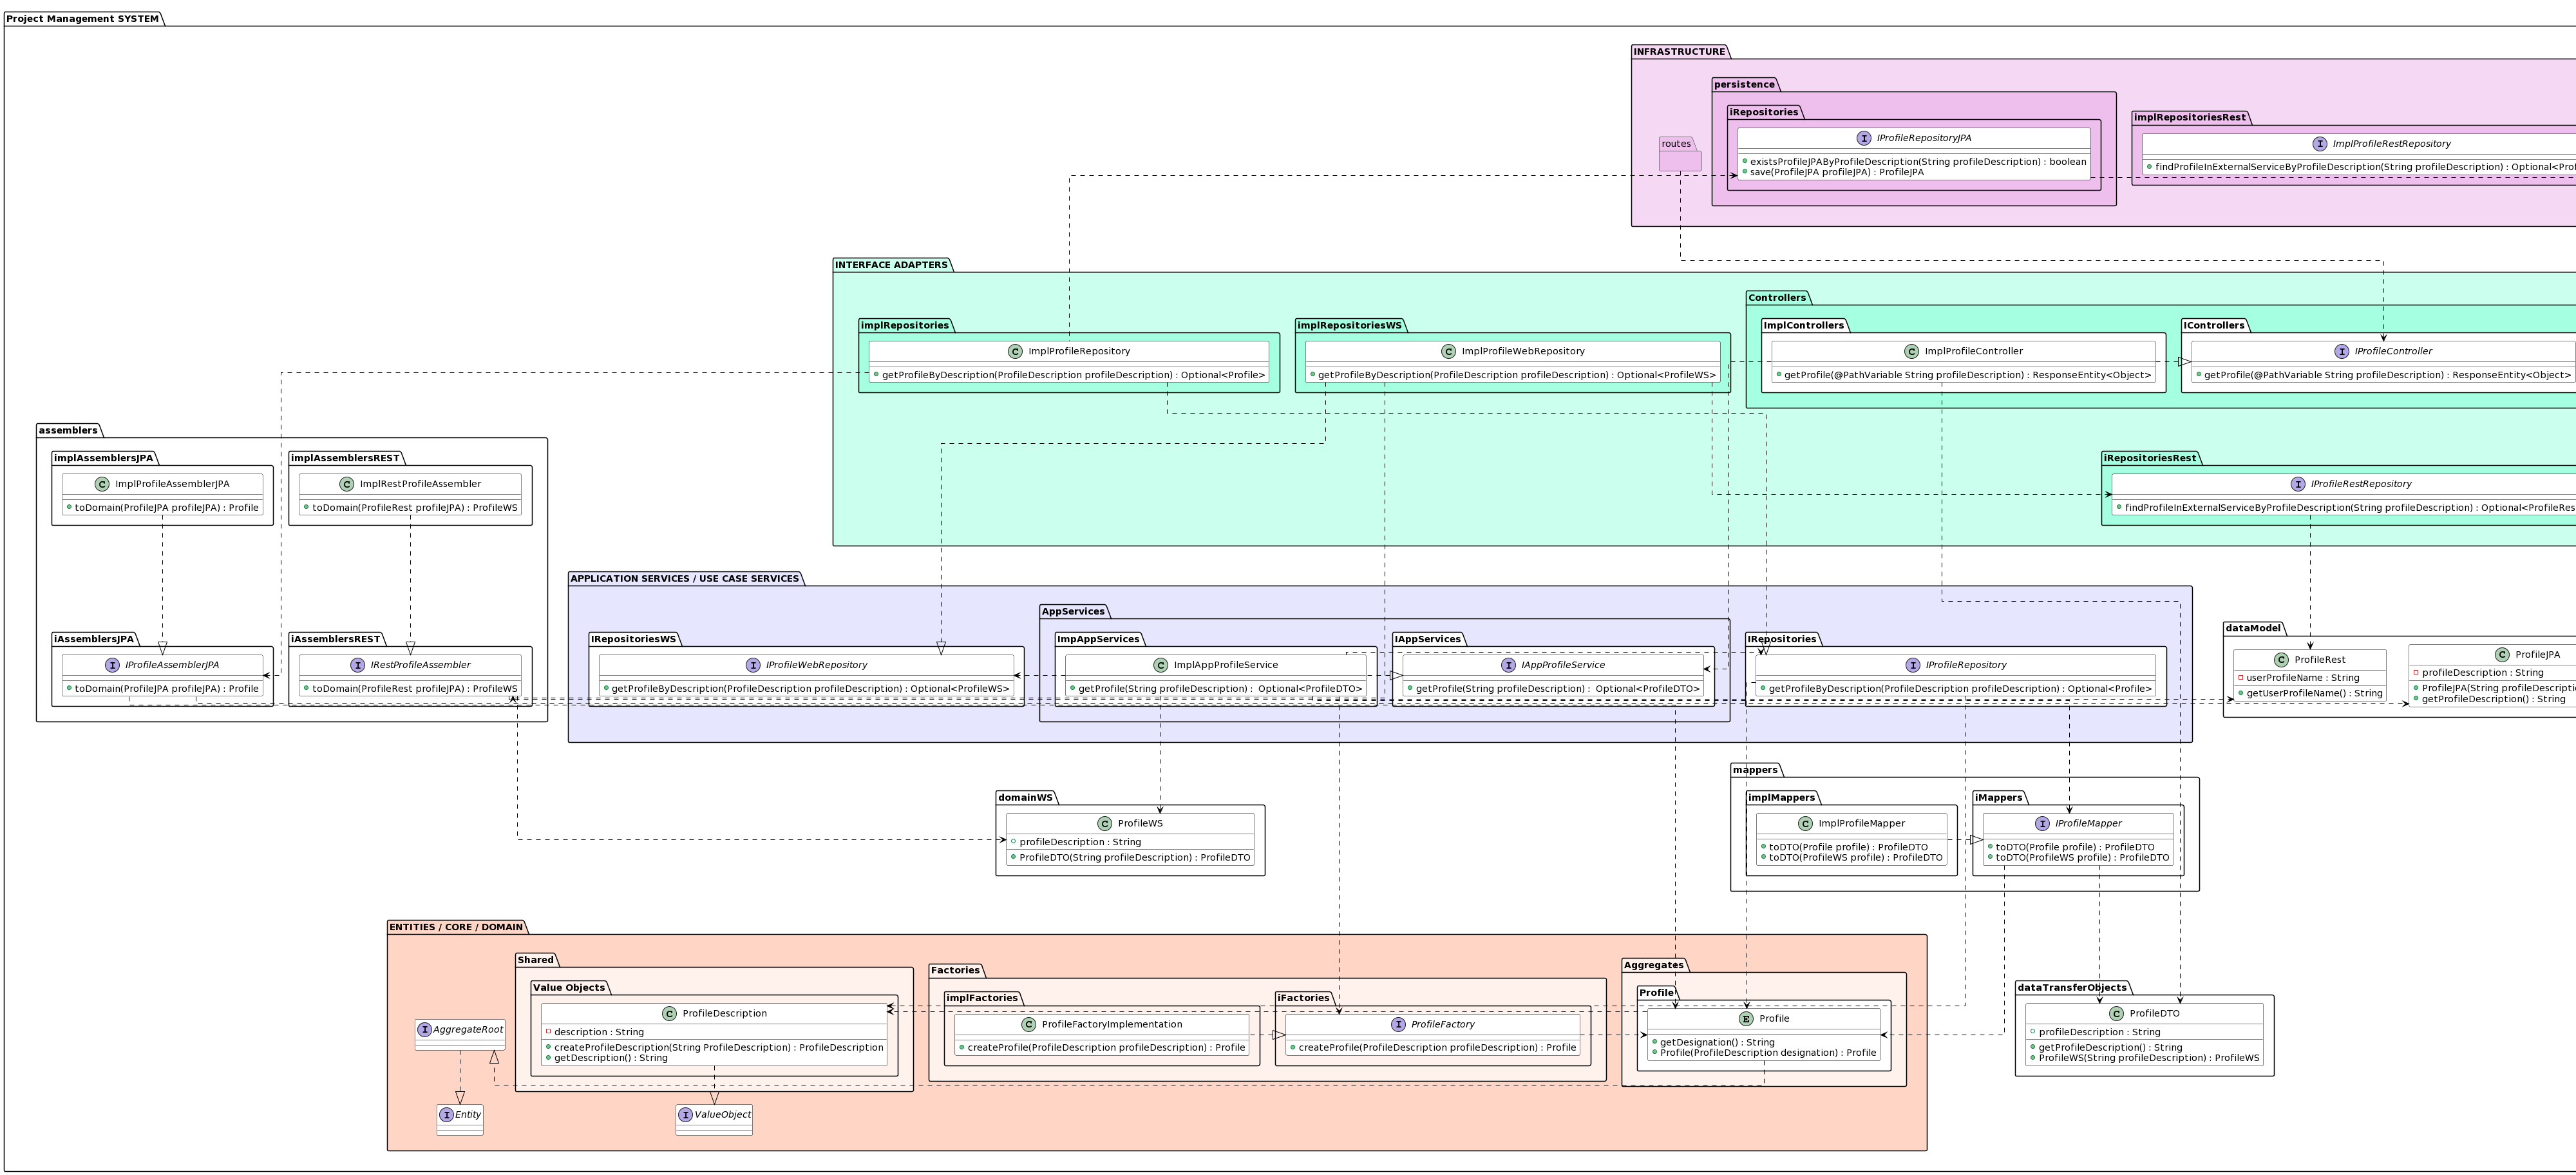 Project Management SYSTEM
INFRASTRUCTURE
persistence
iRepositories
IProfileRepositoryJPA
existsProfileJPAByProfileDescription(String profileDescription) : boolean
save(ProfileJPA profileJPA) : ProfileJPA
routes
implRepositoriesRest
ImplProfileRestRepository
findProfileInExternalServiceByProfileDescription(String profileDescription) : Optional<Prof
INTERFACE ADAPTERS
implRepositories
ImplProfileRepository
getProfileByDescription(ProfileDescription profileDescription) : Optional<Profile>
implRepositoriesWS
ImplProfileWebRepository
getProfileByDescription(ProfileDescription profileDescription) : Optional<ProfileWS>
Controllers
ImplControllers
ImplProfileController
getProfile(@PathVariable String profileDescription) : ResponseEntity<Object>
IControllers
IProfileController
getProfile(@PathVariable String profileDescription) : ResponseEntity<Object>
iRepositoriesRest
IProfileRestRepository
findProfileInExternalServiceByProfileDescription(String profileDescription) : Optional<ProfileRes
assemblers
implAssemblersJPA
ImplProfileAssemblerJPA
toDomain(ProfileJPA profileJPA) : Profile
implAssemblersREST
ImplRestProfileAssembler
toDomain(ProfileRest profileJPA) : ProfileWS
iAssemblersJPA
IProfileAssemblerJPA
toDomain(ProfileJPA profileJPA) : Profile
iAssemblersREST
IRestProfileAssembler
toDomain(ProfileRest profileJPA) : ProfileWS
APPLICATION SERVICES / USE CASE SERVICES
IRepositoriesWS
IProfileWebRepository
getProfileByDescription(ProfileDescription profileDescription) : Optional<ProfileWS>
AppServices
ImpAppServices
ImplAppProfileService
getProfile(String profileDescription) : Optional<ProfileDTO>
IAppServices
IAppProfileService
getProfile(String profileDescription) : Optional<ProfileDTO>
IRepositories
IProfileRepository
getProfileByDescription(ProfileDescription profileDescription) : Optional<Profile>
dataModel
ProfileRest
userProfileName : String
getUserProfileName() : String
ProfileJPA
profileDescription : String
ProfileJPA(String profileDescripti
getProfileDescription() : String
domainWS
ProfileWS
profileDescription : String
ProfileDTO(String profileDescription) : ProfileDTO
mappers
implMappers
ImplProfileMapper
toDTO(Profile profile) : ProfileDTO
toDTO(ProfileWS profile) : ProfileDTO
iMappers
IProfileMapper
toDTO(Profile profile) : ProfileDTO
toDTO(ProfileWS profile) : ProfileDTO
ENTITIES / CORE / DOMAIN
AggregateRoot
Entity
Shared
Value Objects
ProfileDescription
description : String
createProfileDescription(String ProfileDescription) : ProfileDescription
getDescription() : String
ValueObject
Factories
implFactories
ProfileFactoryImplementation
createProfile(ProfileDescription profileDescription) : Profile
iFactories
ProfileFactory
createProfile(ProfileDescription profileDescription) : Profile
Aggregates
Profile
Profile
getDesignation() : String
Profile(ProfileDescription designation) : Profile
dataTransferObjects
ProfileDTO
profileDescription : String
getProfileDescription() : String
ProfileWS(String profileDescription) : ProfileWS